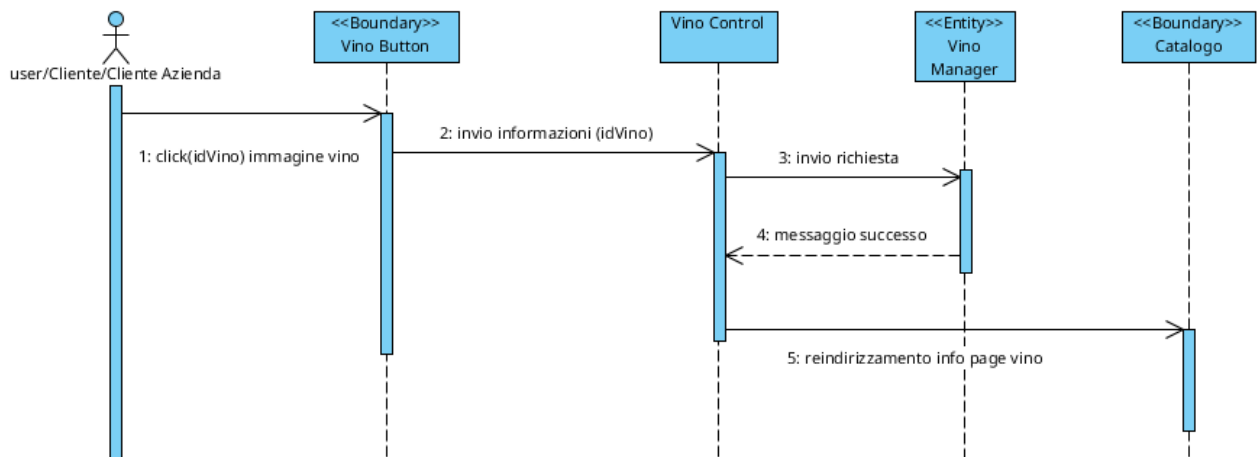 <<Boundary>>
Vino Button
Vino Control
<<Entity>>
Vino
Manager
<<Boundary>>
Catalogo
user/Cliente/Cliente Azienda
1: click(idVino) immagine vino
2: invio informazioni (idVino)
3: invio richiesta
4: messaggio successo
5: reindirizzamento info page vino